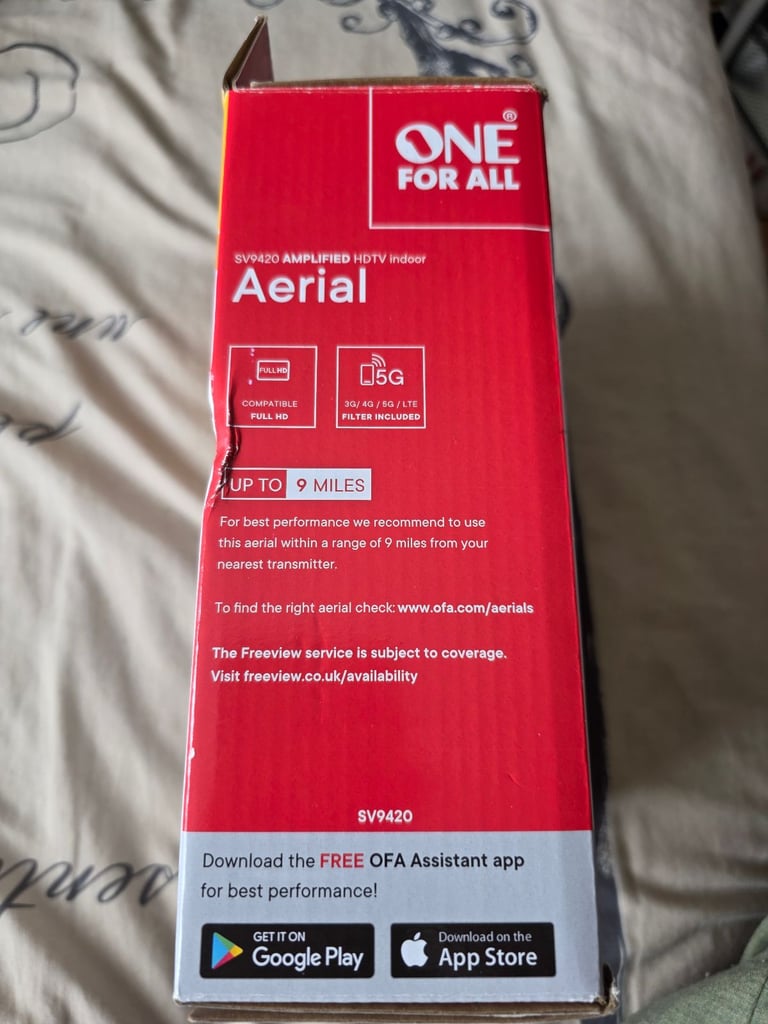 ONE®
FOR ALL
SV9420 AMPLIFIED HDTV indoor
Aerial
FULL HD
COMPATIBLE
FULL HD
5G
3G/ 4G / 5G / LTE
FILTER INCLUDED
UP TO 9 MILES
For best performance we recommend to use
this aerial within a range of 9 miles from your
nearest transmitter.
To find the right aerial check: www.ofa.com/aerials
The Freeview service is subject to coverage.
Visit freeview.co.uk/availability
SV9420
Download the FREE OFA Assistant app
for best performance!
GET IT ON
Google Play
Download on the
App Store